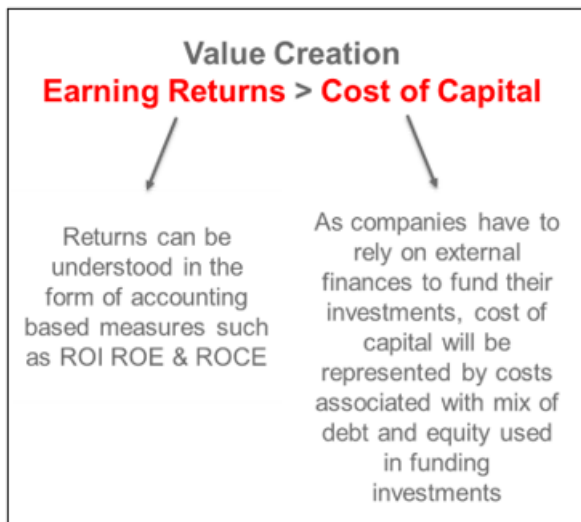 Value Creation
Earning Returns > Cost of Capital
Returns can be
understood in the
form of accounting
based measures such
as ROI ROE & ROCE
As companies have to
rely on external
finances to fund their
investments, cost of
capital will be
represented by costs
associated with mix of
debt and equity used
in funding
investments